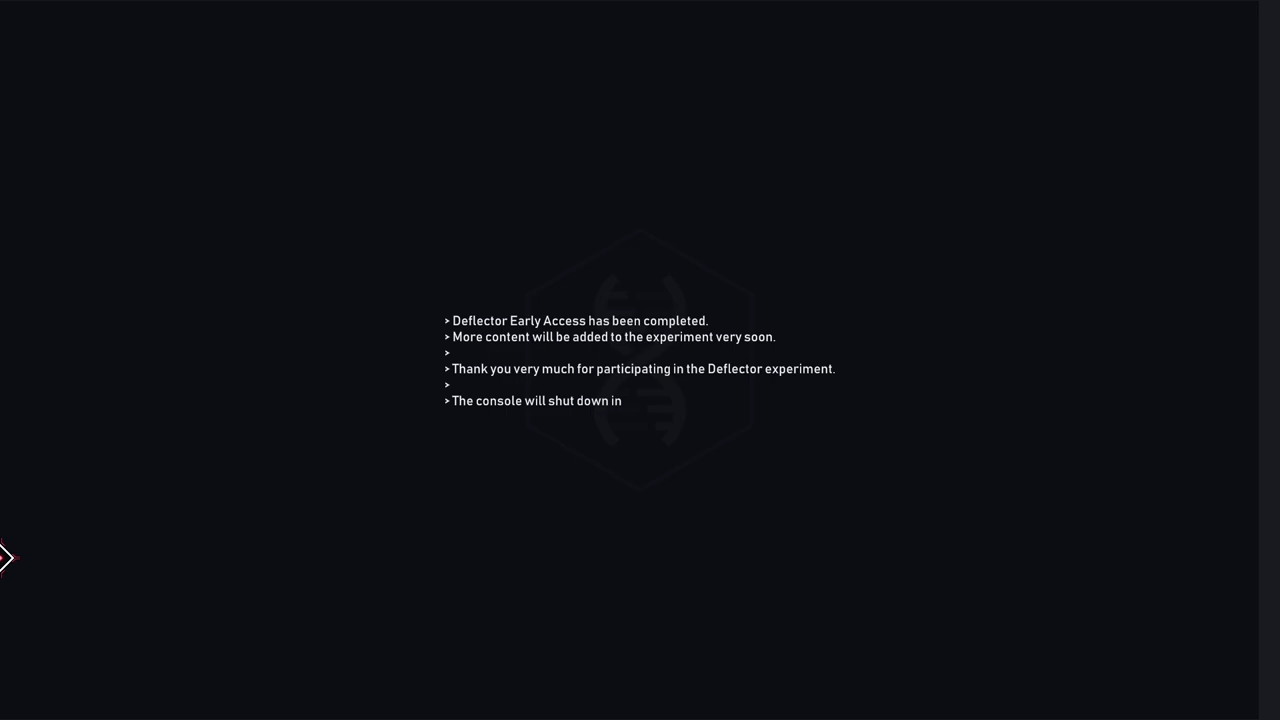 > Deflector Early Access has been completed.
> More content will be added to the experiment very soon.
>
> Thank you very much for participating in the Deflector experiment.
>
> The console will shut down in